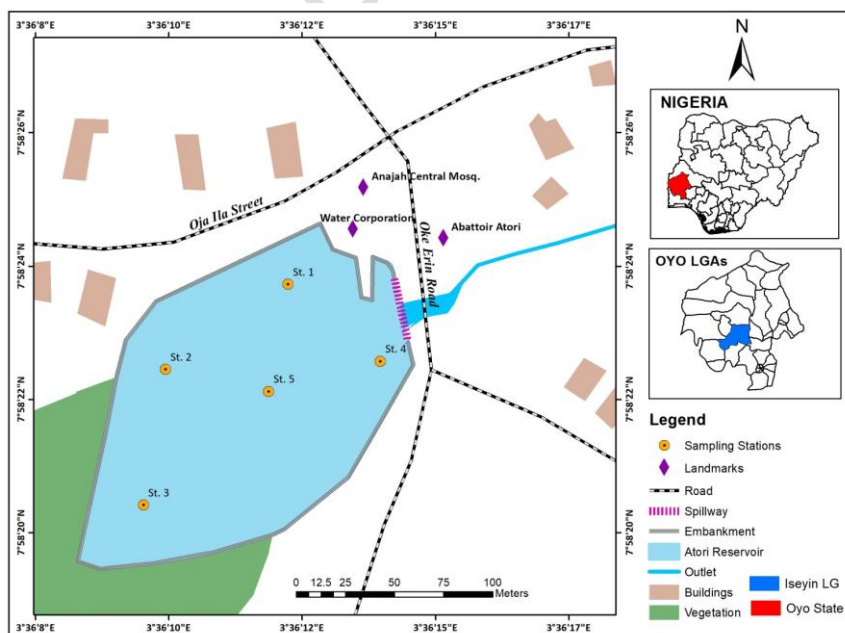 3°36'8"E
3°36'10"E
3°36'12"E
3°36'15"E
3°36'17"E
7°58'26"N
7°58'24"N
7°58'22"N
7°58'20"N
Anajah Central Mosq.
Oja Ila Street
Water Corporation
Abattoir Atori
Oke Erin Road
St. 1
St. 4
St. 2
St. 5
St. 3
0 12.5 25 50 75 100
Meters
7°58'26"N
7°58'24"N
7°58'22"N
7°58'20"N
3°36'8"E
3°36'10"E
3°36'12"E
3°36'15"E
3°36'17"E
N
NIGERIA
OYO LGAs
Legend
Sampling Stations
Landmarks
Road
Spillway
Embankment
Atori Reservoir
Outlet
Buildings
Vegetation
Iseyin LG
Oyo State